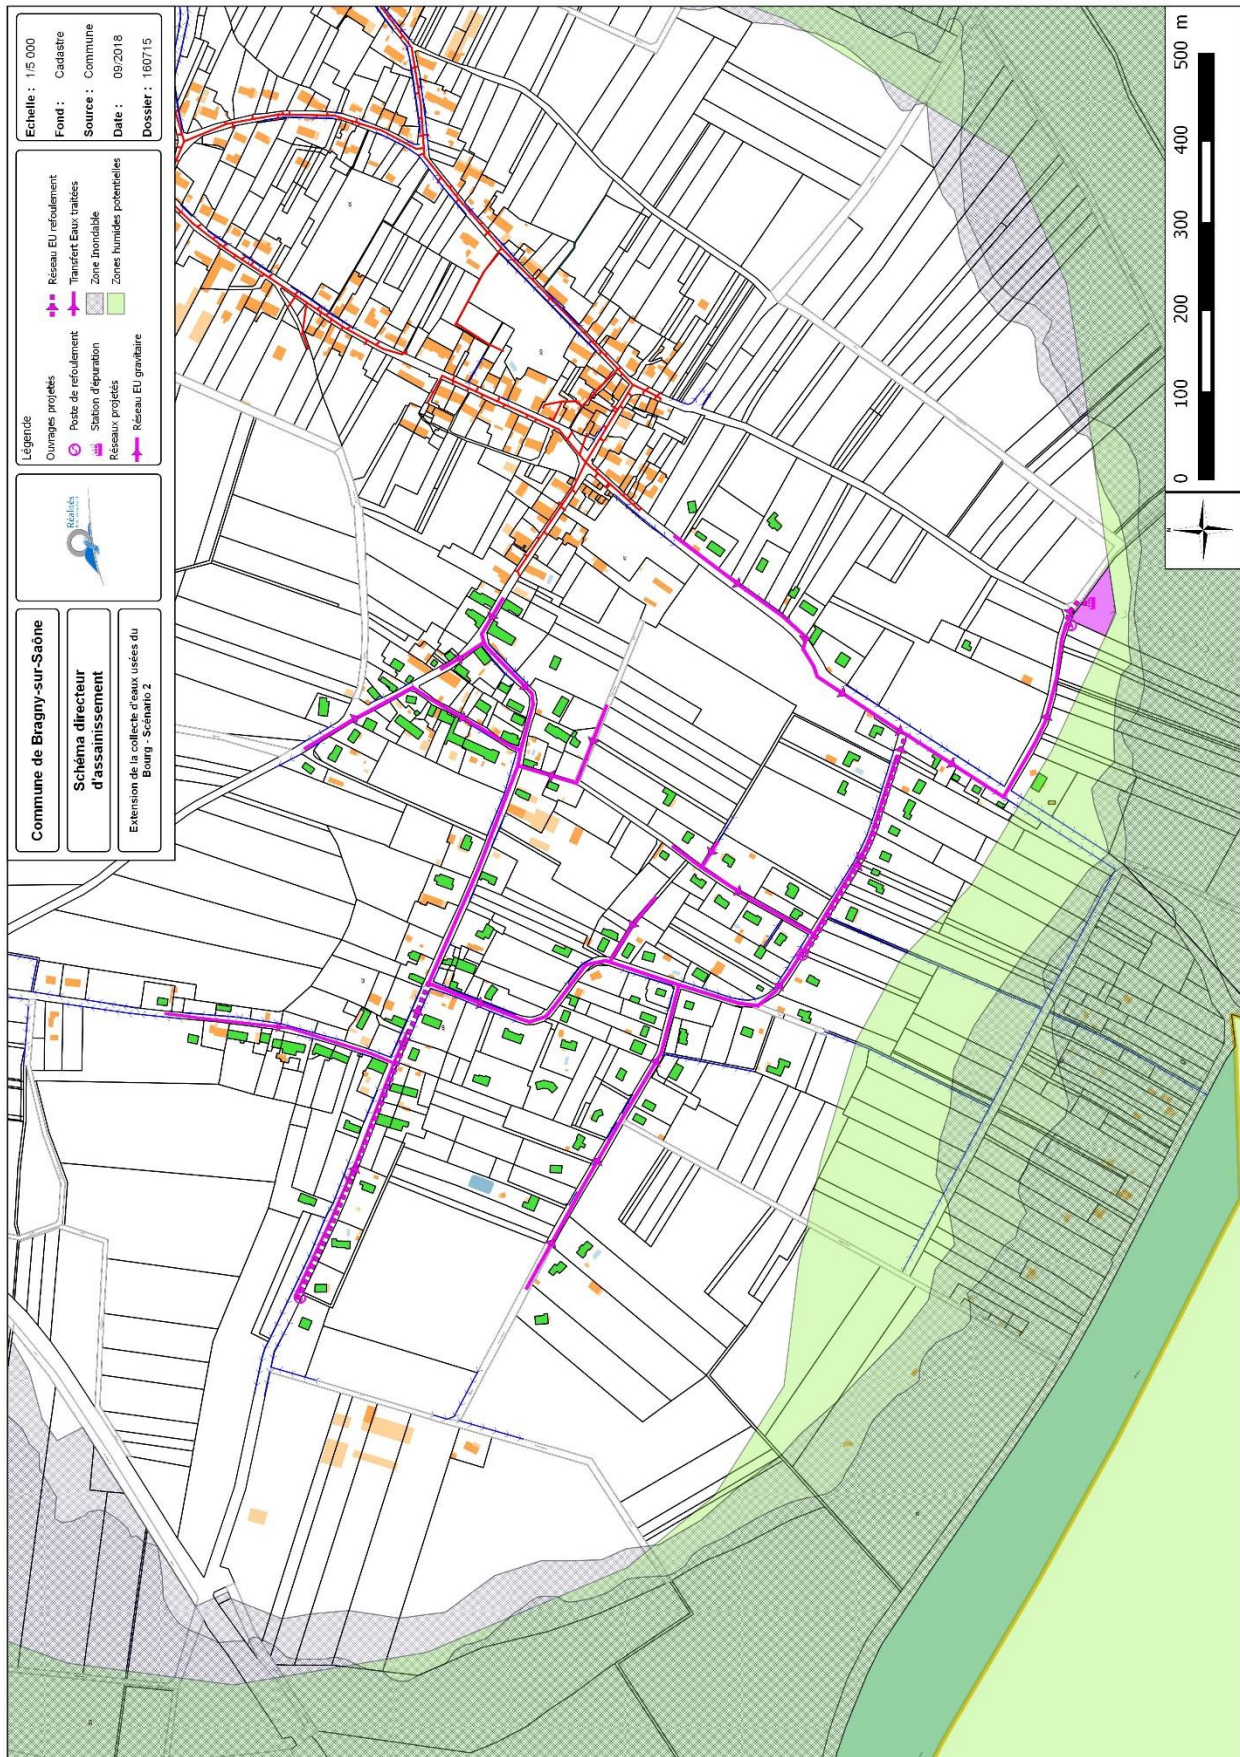 Commune de Bragny-sur-Saône
Schéma directeur
d'assainissement
Extension de la collecte d'eaux usées du
Bourg - Scénario 2
Réalités
Légende
Ouvrages projetés
Poste de refoulement
Station d'épuration
Réseaux projetés
Réseau EU gravitaire
Réseau EU refoulement
Transfert Eaux traitées
Zone Inondable
Zones humides potentielles
Echelle : 1/5 000
Fond : Cadastre
Source : Commune
Date : 09/2018
Dossier : 160715
N
0 100 200 300 400 500 m